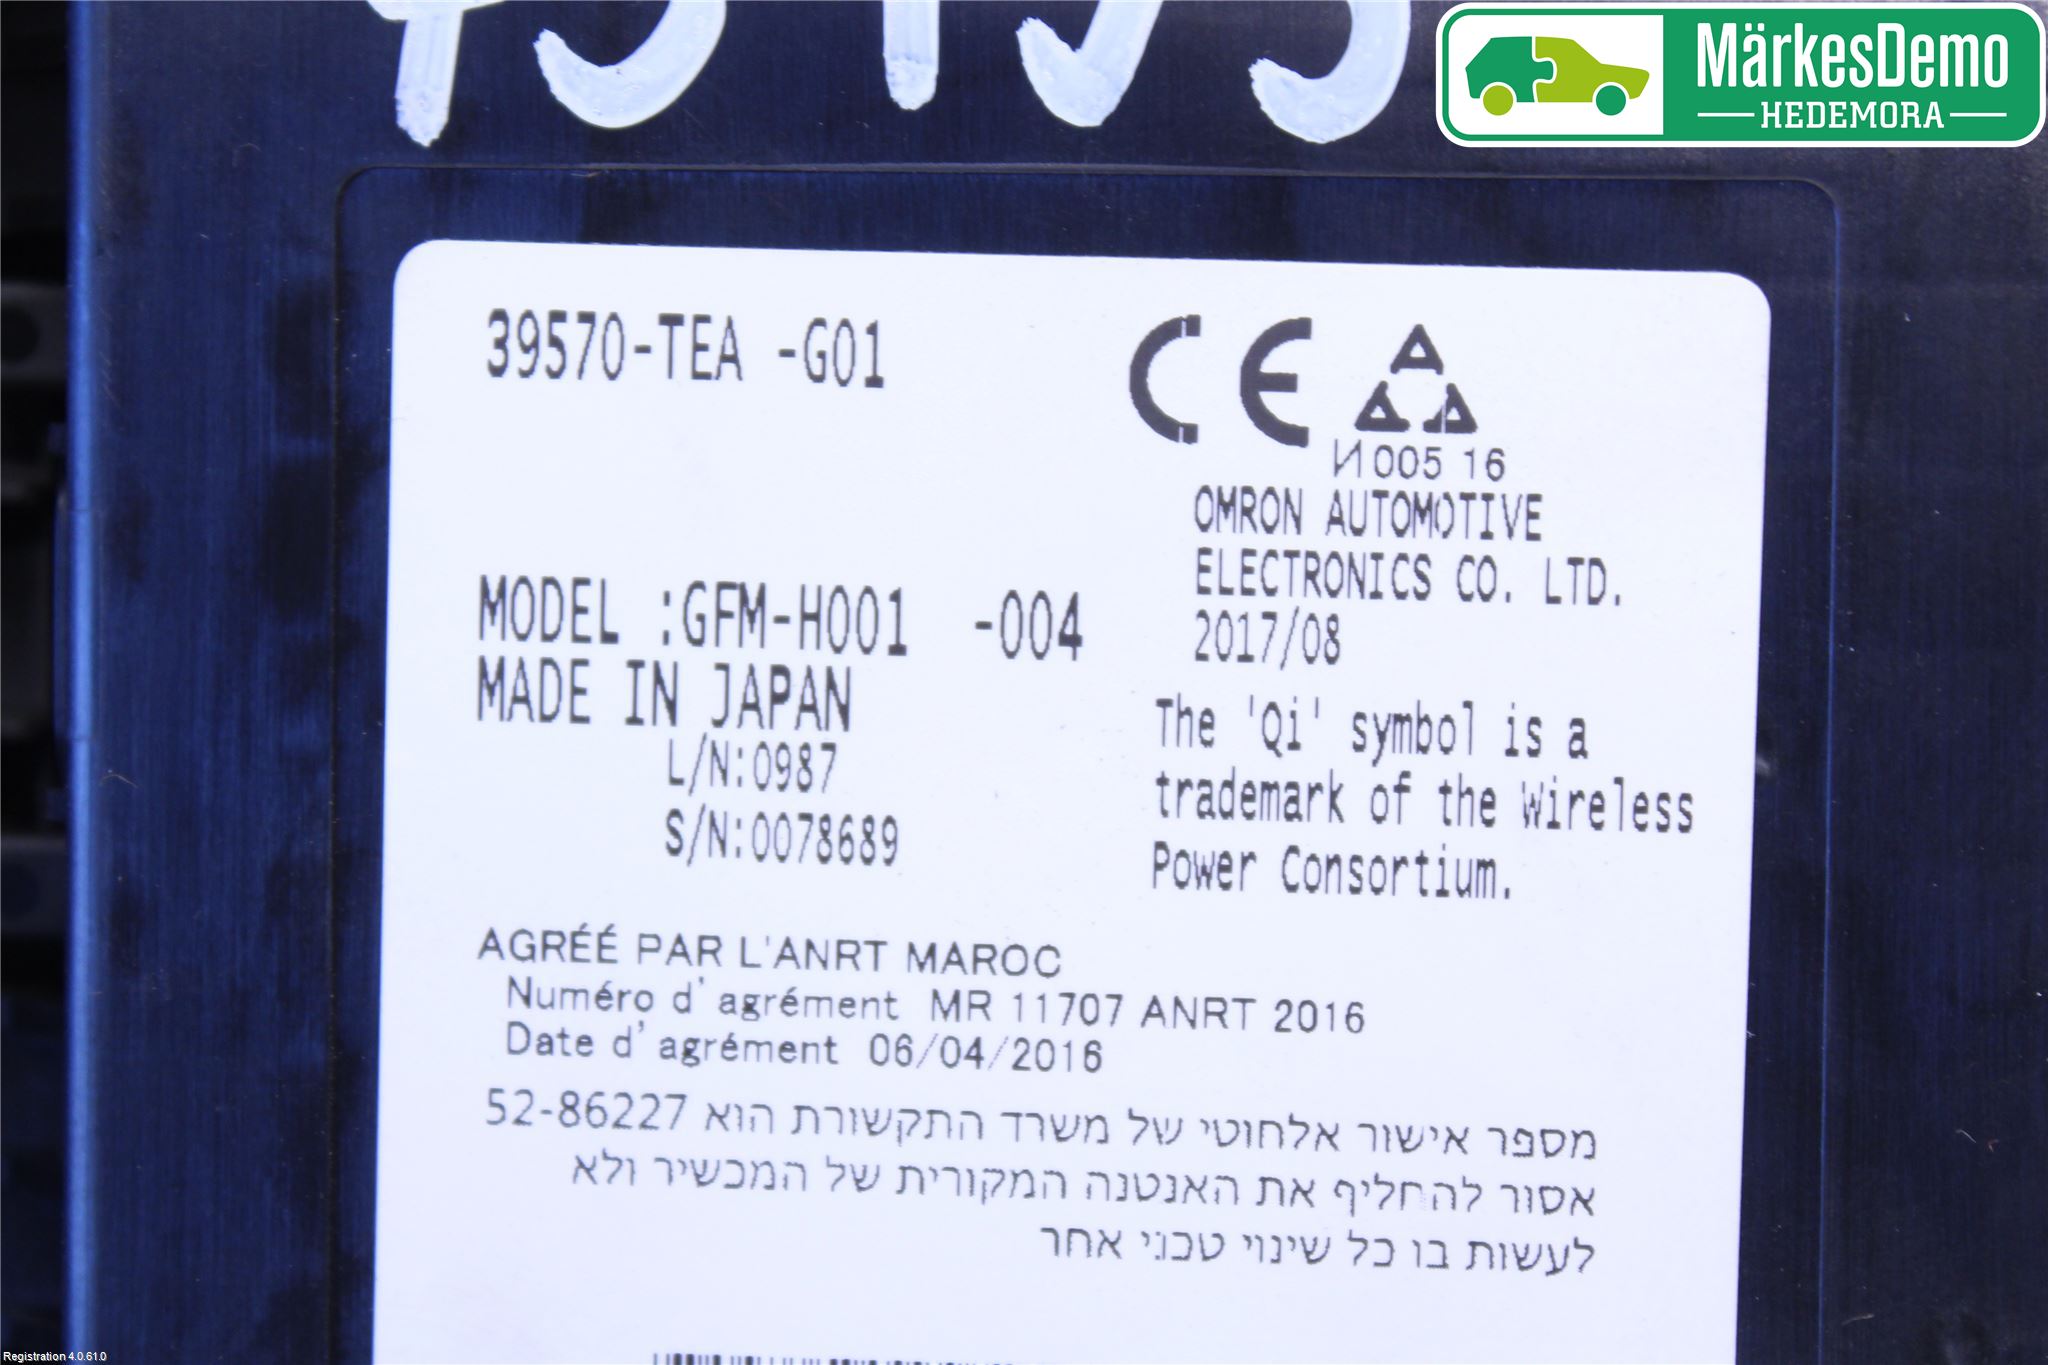 MärkesDemo
HEDEMORA
39570-TEA -G01
CE
И005 16
OMRON AUTOMOTIVE
ELECTRONICS CO. LTD.
2017/08
MODEL :GFM-H001 -004
MADE IN JAPAN
L/N:0987
S/N:0078689
The 'Qi' symbol is a
trademark of the Wireless
Power Consortium.
AGRÉÉ PAR L'ANRT MAROC
Numéro d' agrément MR 11707 ANRT 2016
Date d' agrément 06/04/2016
מספר אישור אלחוטי של משרד התקשורת הוא 52-86227
אסור להחליף את האנטנה המקורית של המכשיר ולא
לעשות בו כל שינוי טכני אחר
Registration 4.0.61.0